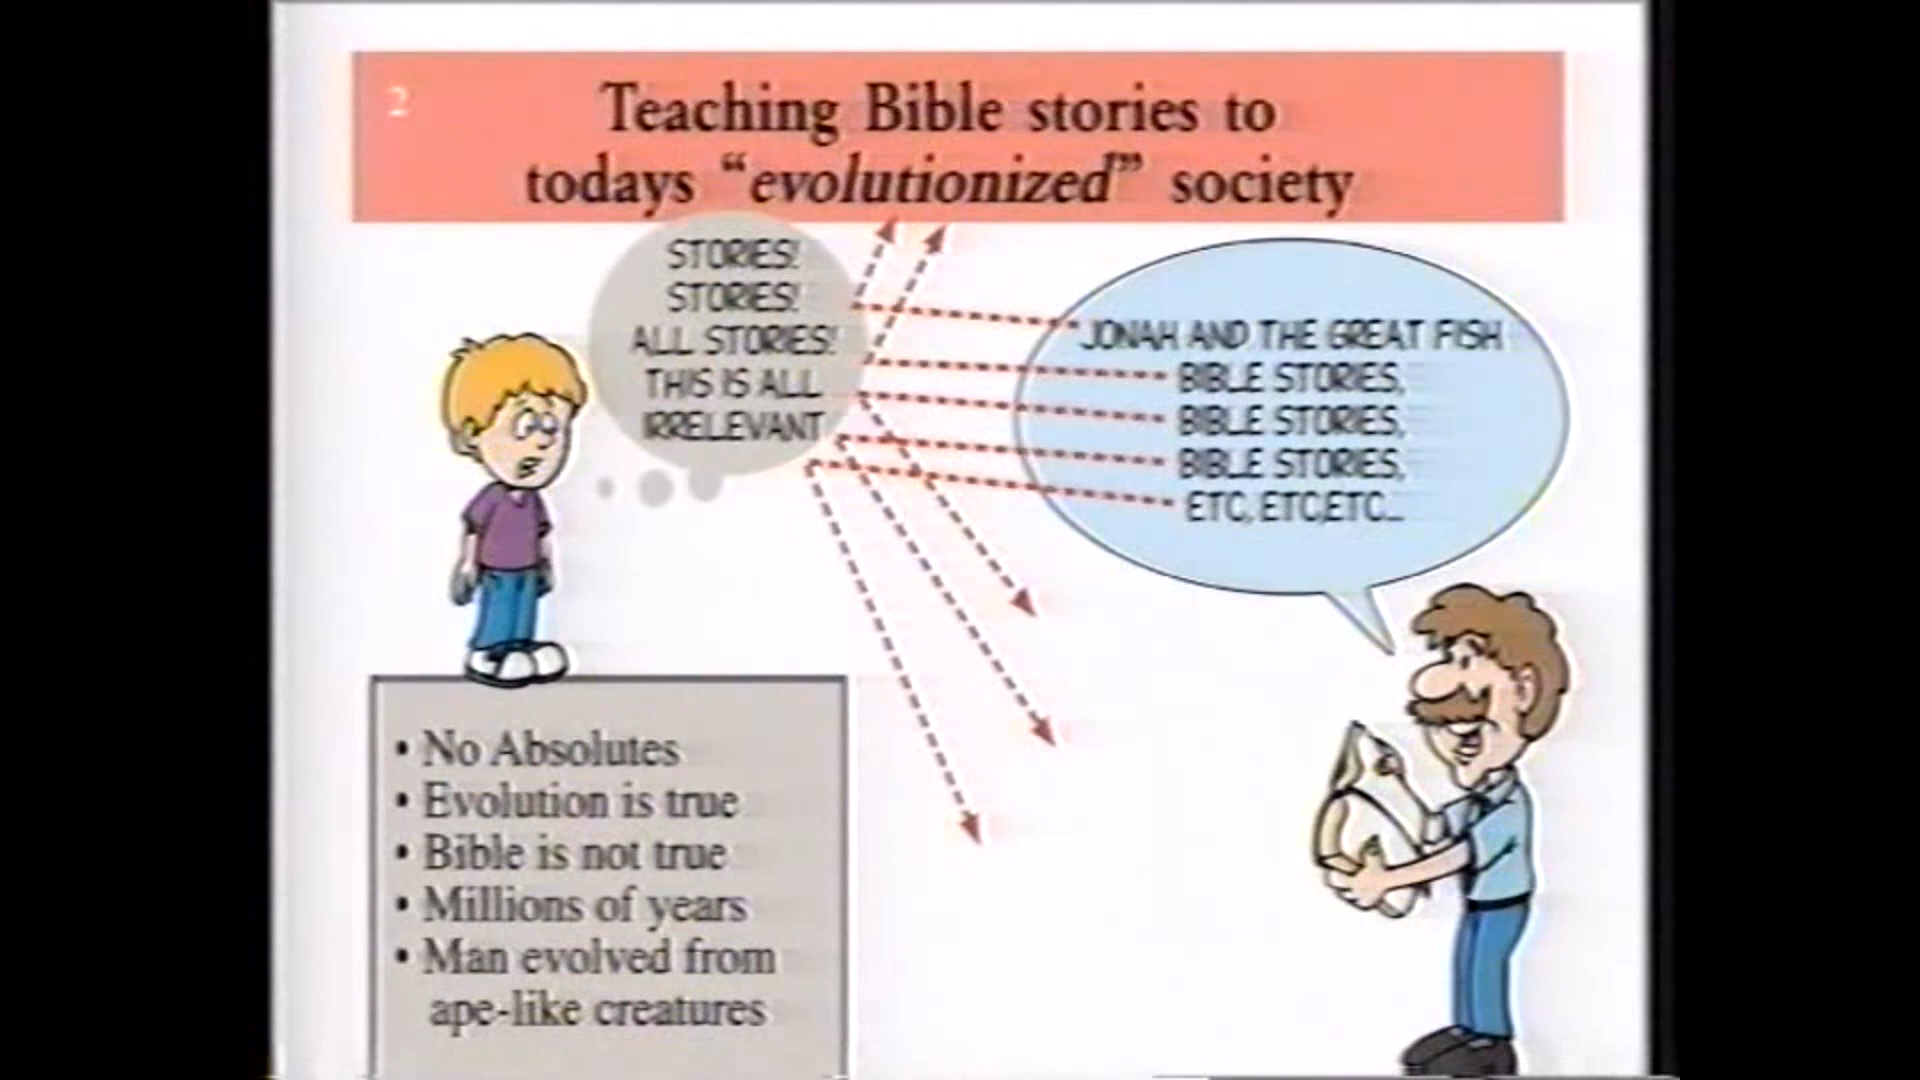 2
Teaching Bible stories to
todays “evolutionized” society
STORIES!
STORIES!
ALL STORIES!
THIS IS ALL
IRRELEVANT
JONAH AND THE GREAT FISH
BIBLE STORIES,
BIBLE STORIES,
BIBLE STORIES,
ETC, ETC,ETC...
• No Absolutes
• Evolution is true
• Bible is not true
• Millions of years
• Man evolved from
ape-like creatures